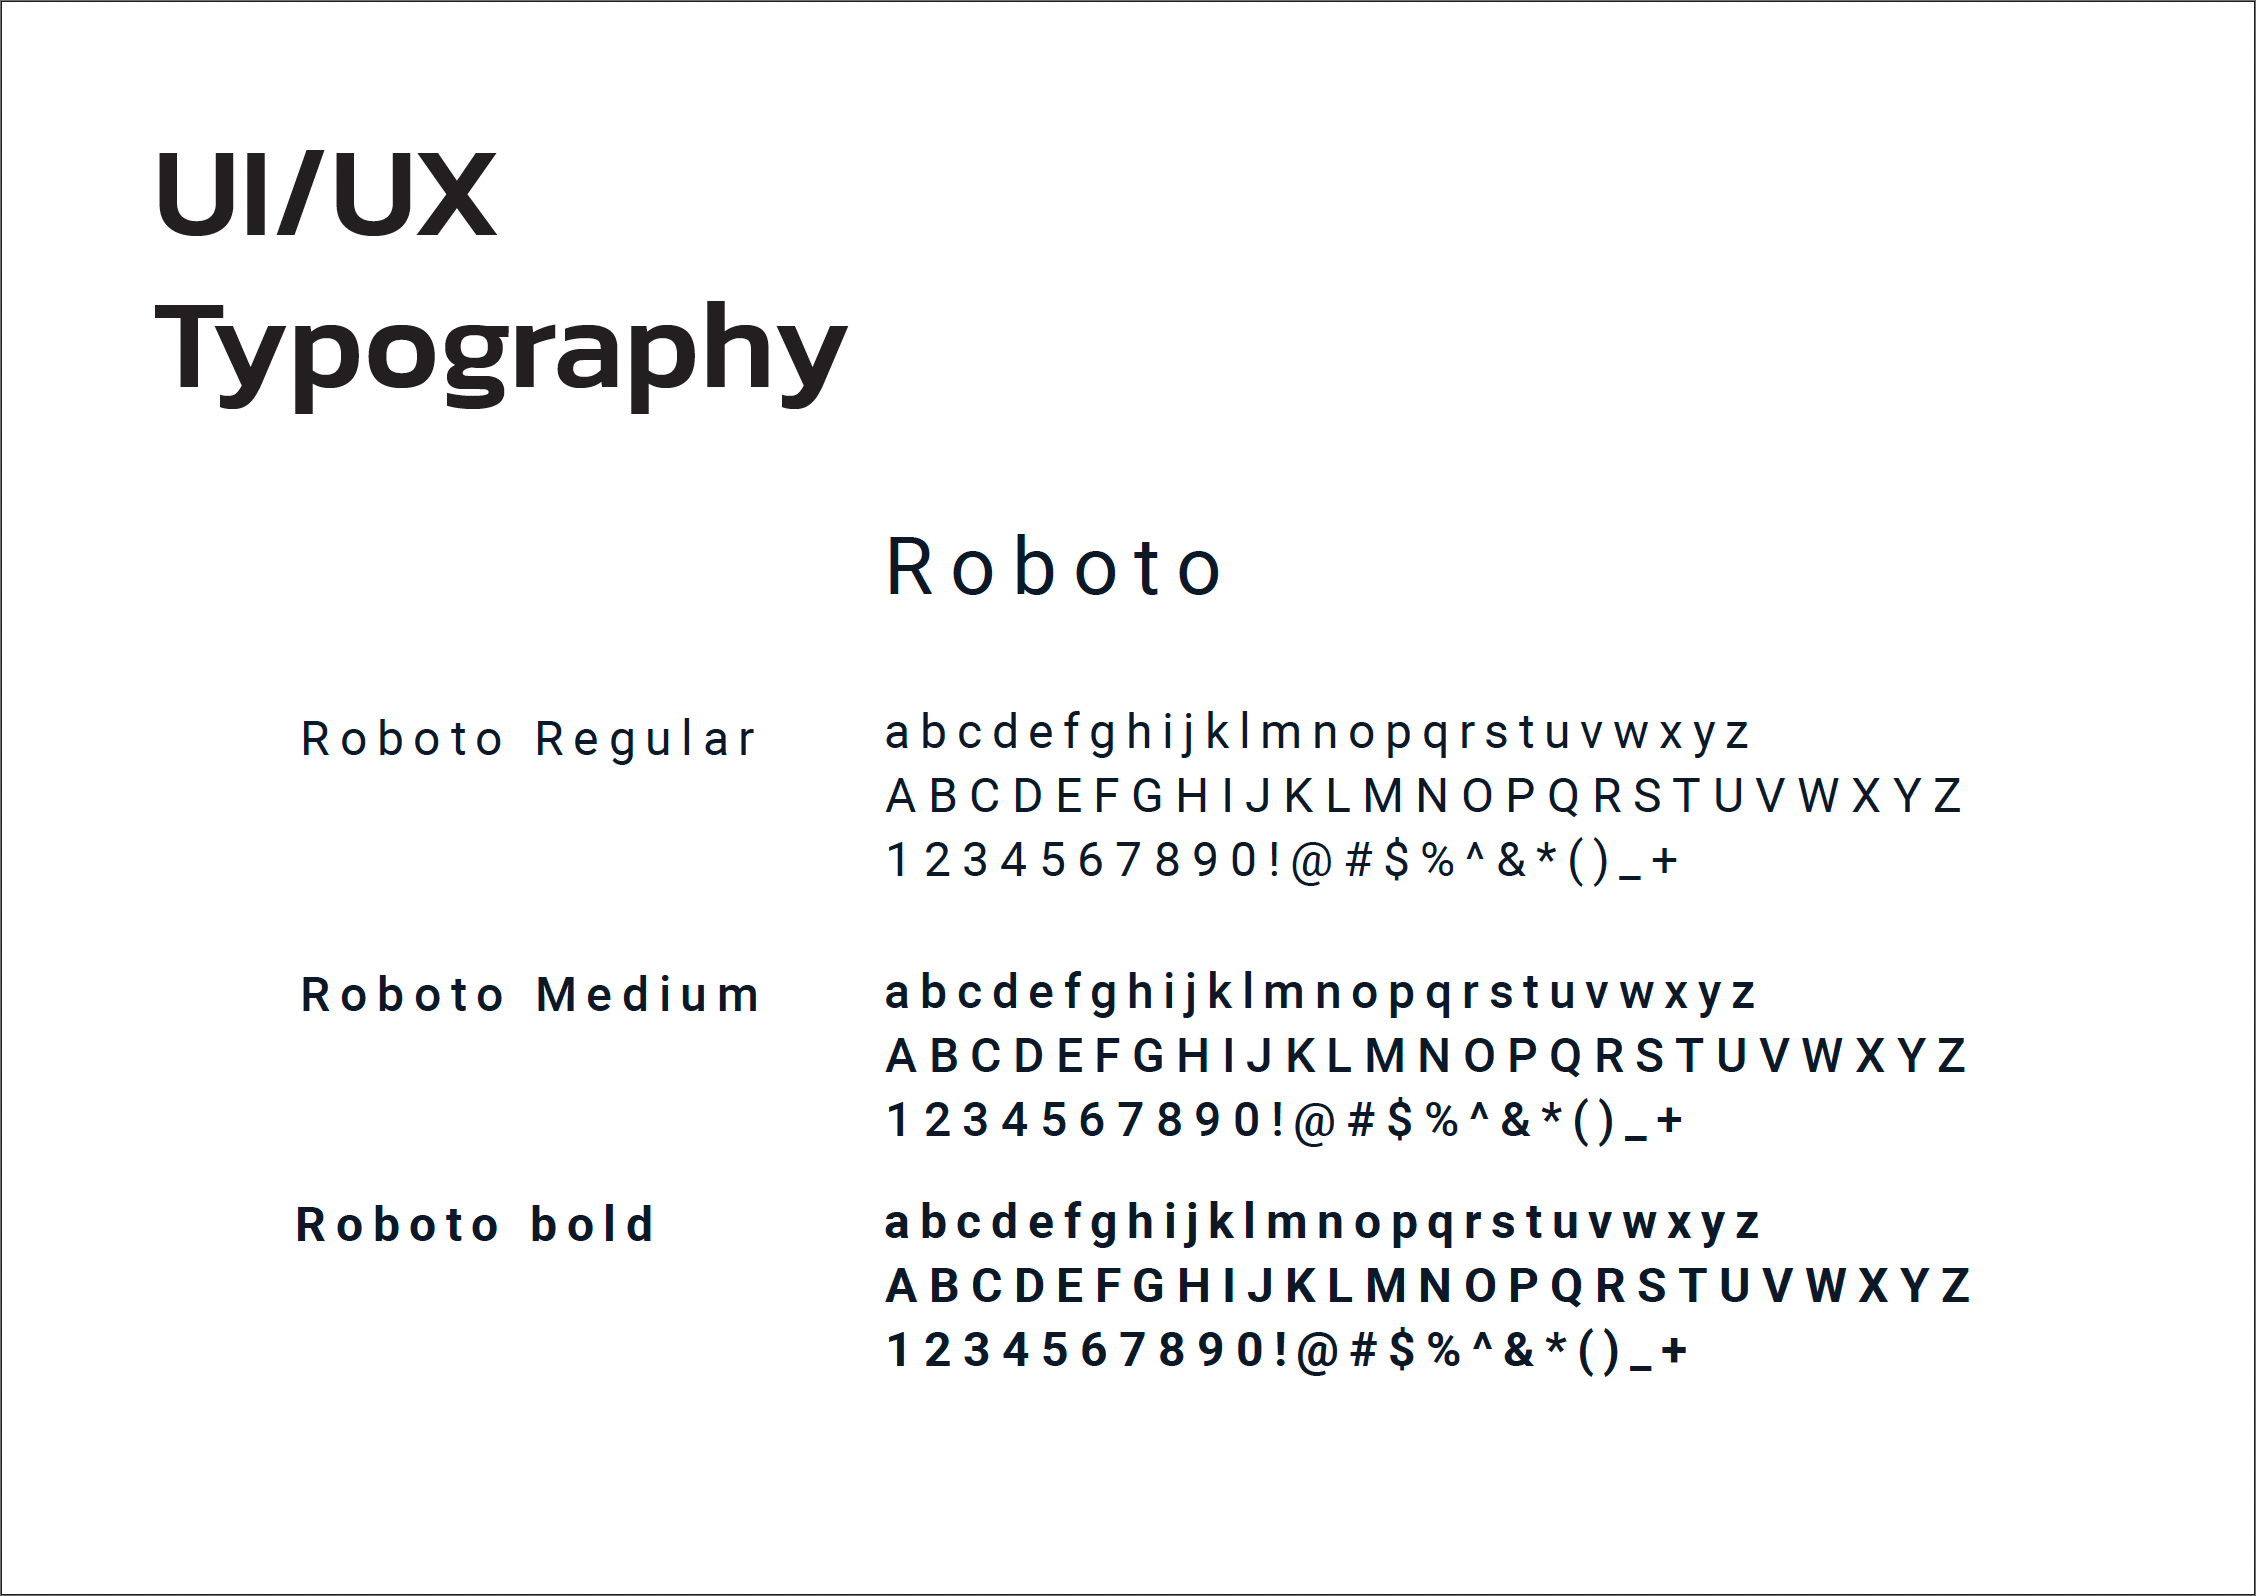 UI/UX
Typography
Roboto
Roboto Regular
abcdefghijklmnopqrstuvwxyz
ABCDEFGHIJKLMNOPQRSTUVWXYZ
1234567890!@#$%^&*()_+
Roboto Medium
abcdefghijklmnopqrstuvwxyz
ABCDEFGHIJKLMNOPQRSTUVWXYZ
1234567890!@#$%^&*()_+
Roboto bold
abcdefghijklmnopqrstuvwxyz
ABCDEFGHIJKLMNOPQRSTUVWXYZ
1234567890!@#$%^&*()_+